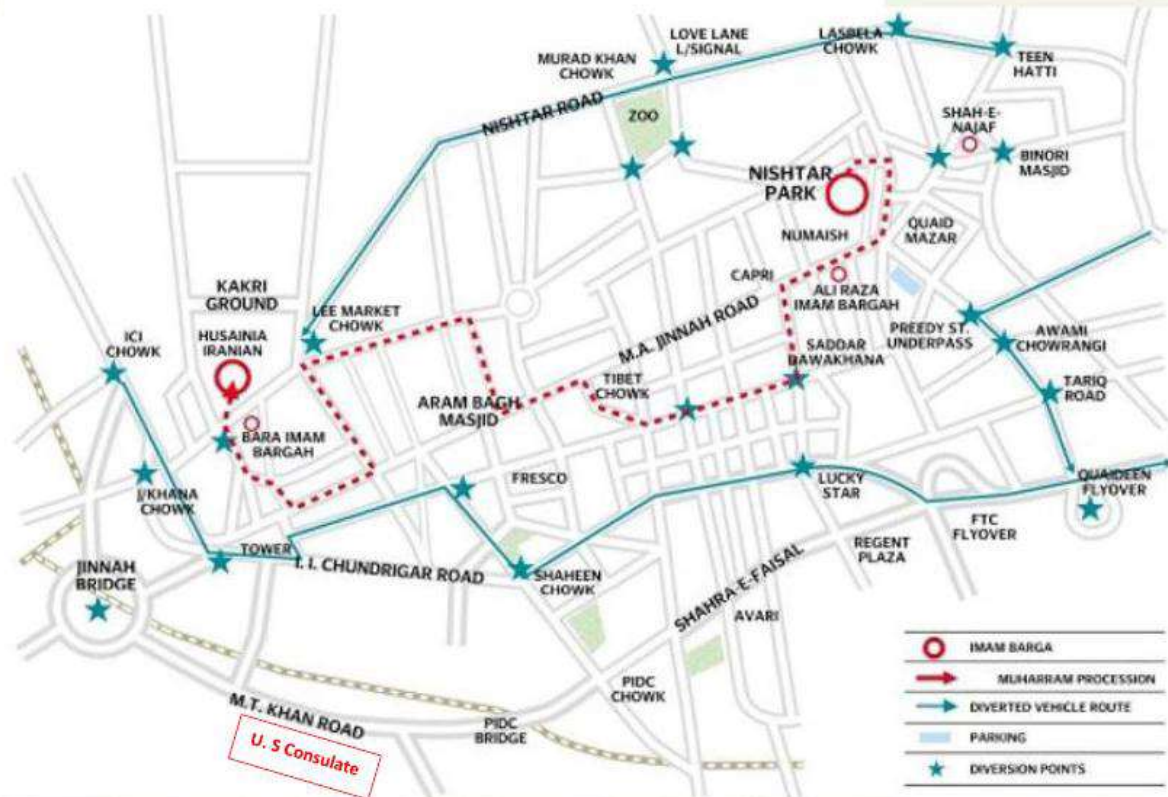 LOVE LANE
L/SIGNAL
LASBELA
CHOWK
MURAD KHAN
CHOWK
TEEN
HATTI
NISHTAR ROAD
ZOO
SHAH-E-
NAJAF
BINORI
MASJID
NISHTAR
PARK
NUMAISH
QUAID
MAZAR
CAPRI
KAKRI
GROUND
ALI RAZA
IMAM BARGAH
LEE MARKET
CHOWK
HUSAINIA
IRANIAN
ICI
CHOWK
M.A. JINNAH ROAD
PREEDY ST.
UNDERPASS
AWAMI
CHOWRANGI
SADDAR
DAWAKHANA
TIBET
CHOWK
TARIQ
ROAD
ARAM BAGH
MASJID
BARA IMAM
BARGAH
FRESCO
LUCKY
STAR
QUAIDEEN
FLYOVER
J/KHANA
CHOWK
FTC
FLYOVER
REGENT
PLAZA
TOWER
I. I. CHUNDRIGAR ROAD
SHAHEEN
CHOWK
JINNAH
BRIDGE
SHAHRA-E-FAISAL
AVARI
PIDC
CHOWK
M.T. KHAN ROAD
PIDC
BRIDGE
U. S Consulate
IMAM BARGA
MUHARRAM PROCESSION
DIVERTED VEHICLE ROUTE
PARKING
DIVERSION POINTS